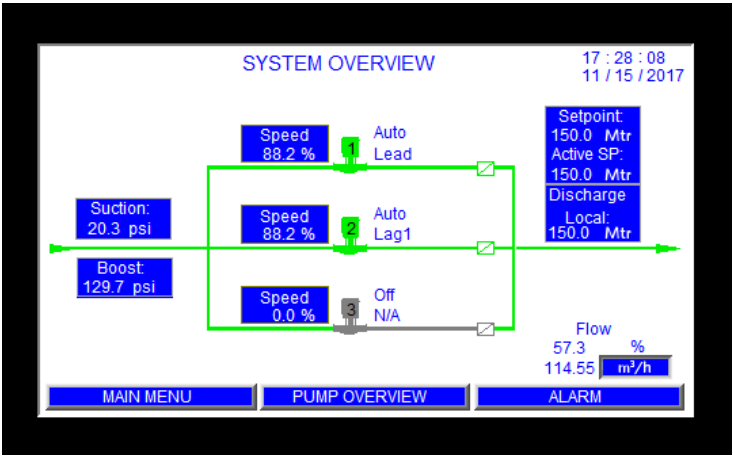 SYSTEM OVERVIEW
17 : 28 : 08
11 / 15 / 2017
Setpoint:
150.0 Mtr
Active SP:
150.0 Mtr
Discharge
Local:
150.0 Mtr
Speed
88.2 %
1
Auto
Lead
Suction:
20.3 psi
Speed
88.2 %
2
Auto
Lag1
Boost:
129.7 psi
Speed
0.0 %
3
Off
N/A
Flow
57.3 %
114.55 m³/h
MAIN MENU PUMP OVERVIEW ALARM